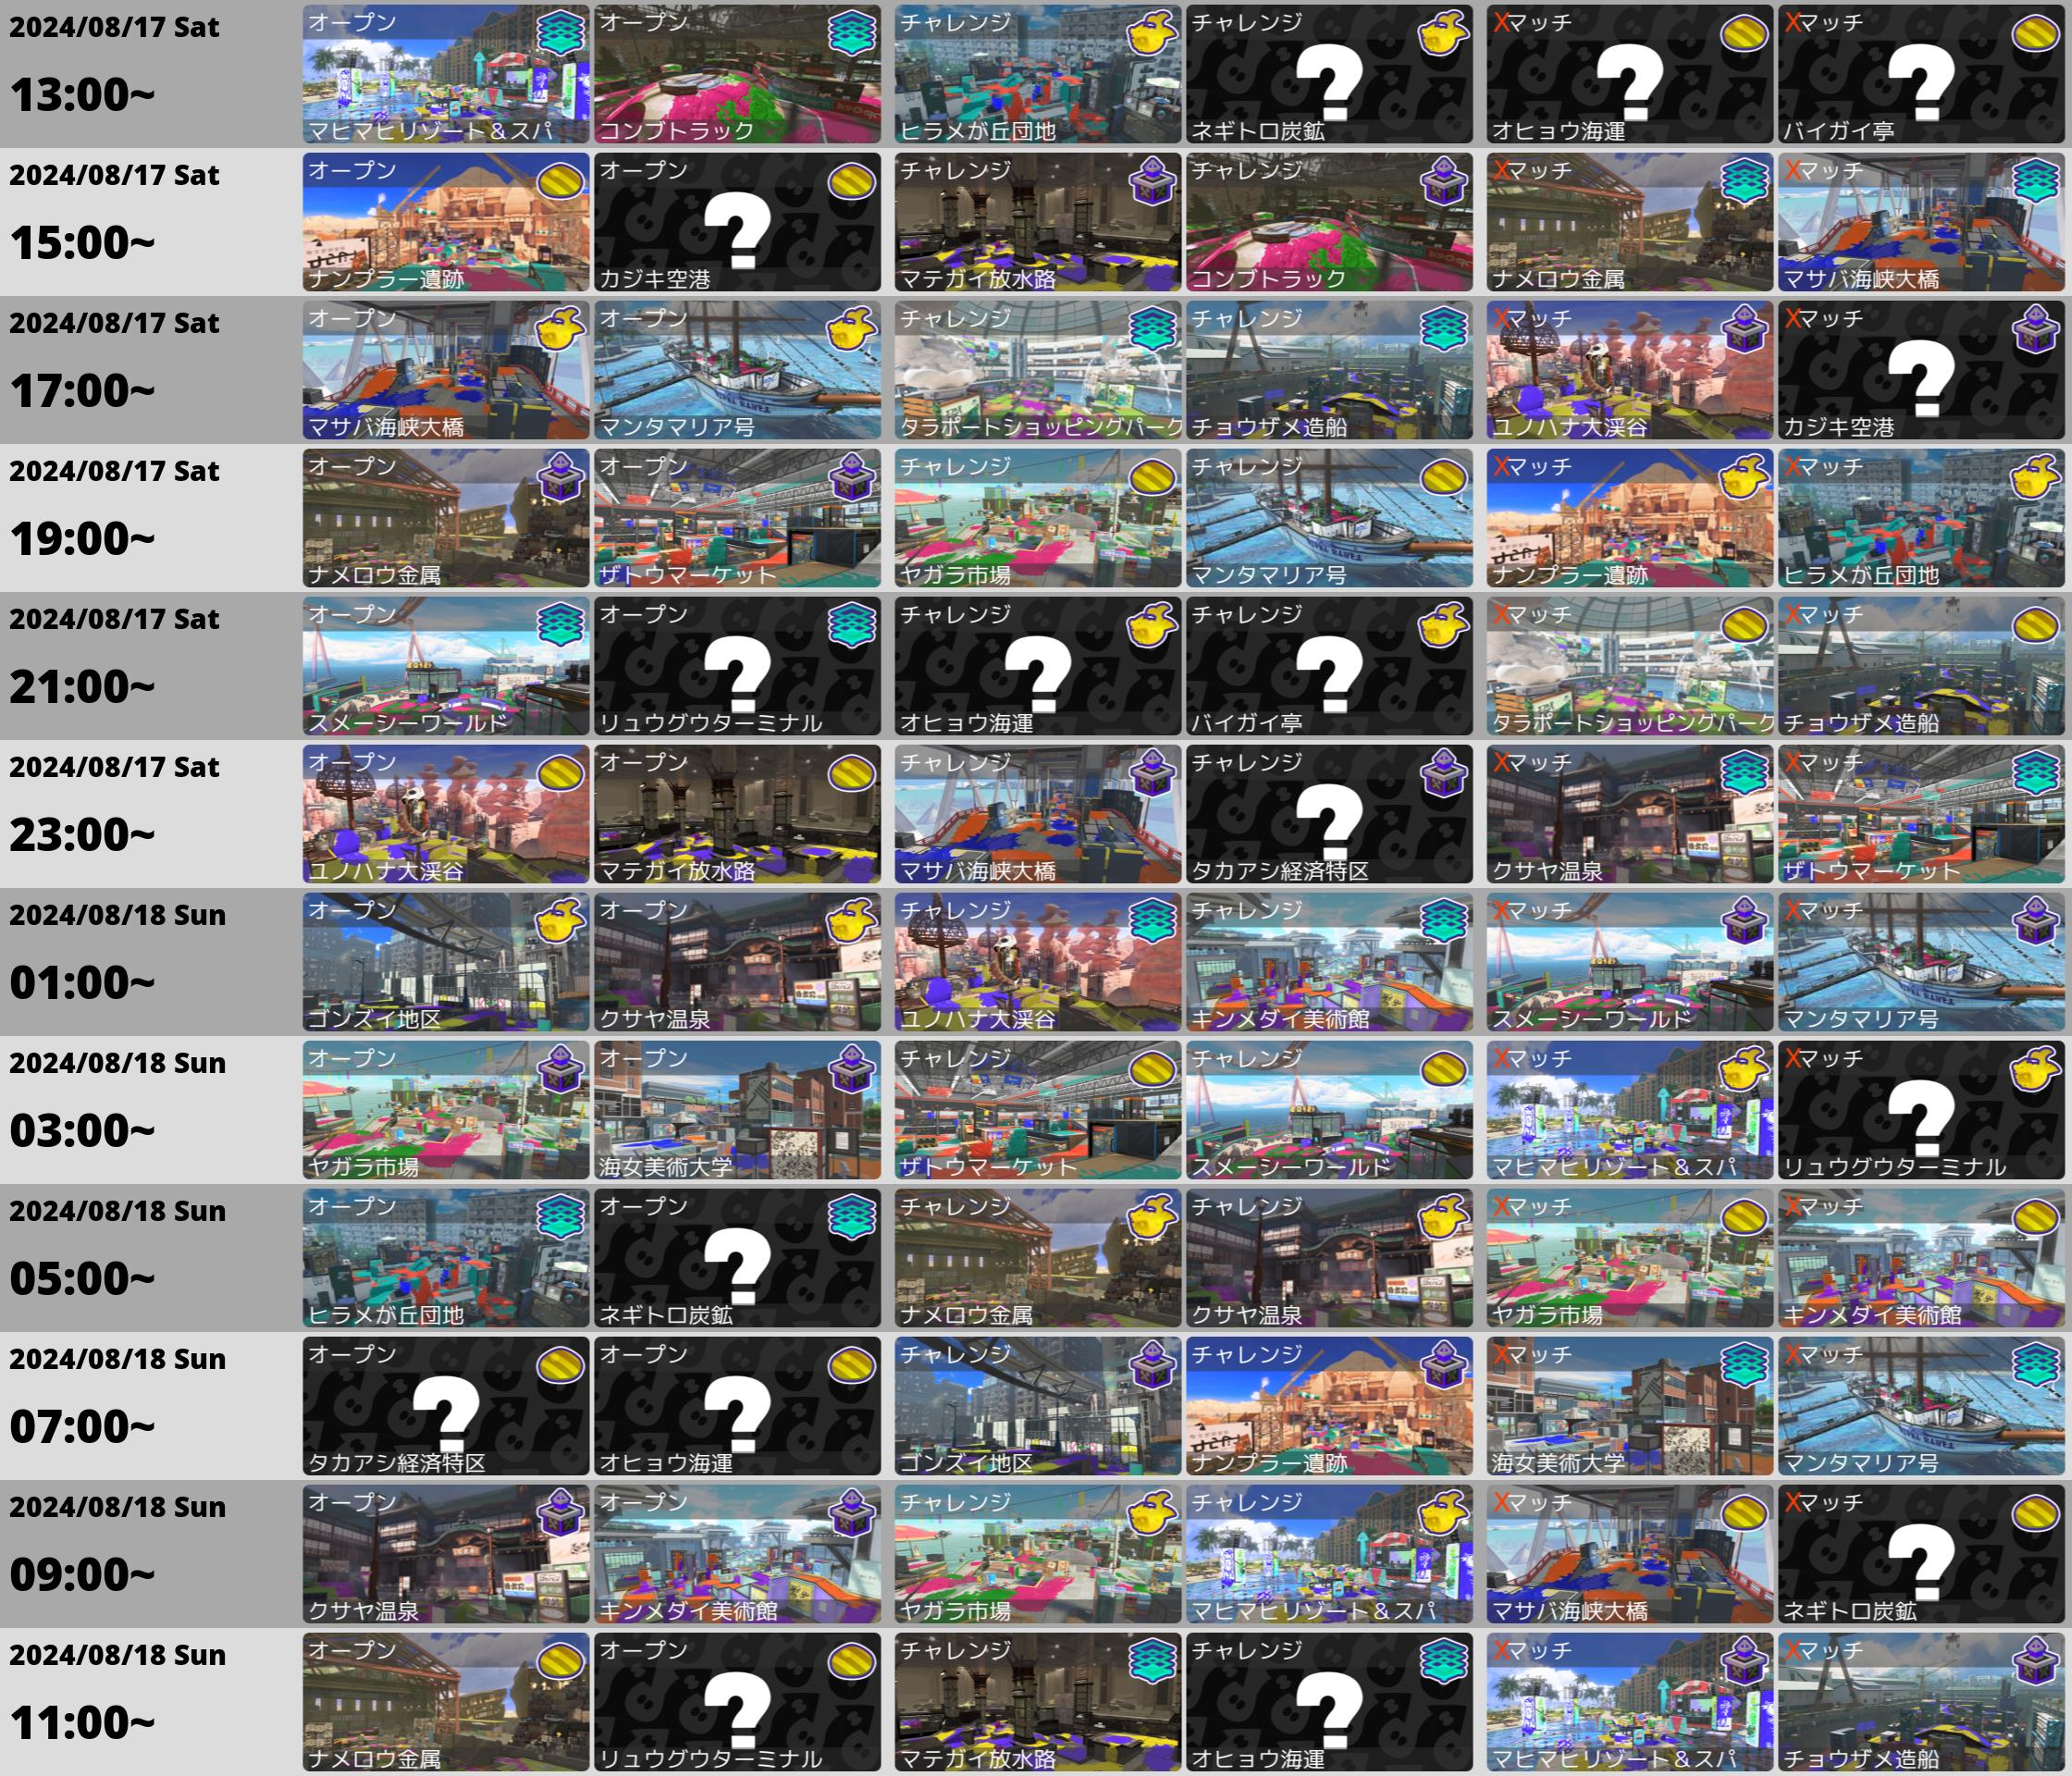 2024/08/17 Sat
13:00~
オープン
マヒマヒリゾート＆スパ
オープン
コンブトラック
チャレンジ
ヒラメが丘団地
チャレンジ
ネギトロ炭鉱
Xマッチ
オヒョウ海運
Xマッチ
バイガイ亭
2024/08/17 Sat
15:00~
オープン
ナンプラー遺跡
オープン
カジキ空港
チャレンジ
マテガイ放水路
チャレンジ
コンブトラック
Xマッチ
ナメロウ金属
Xマッチ
マサバ海峡大橋
2024/08/17 Sat
17:00~
オープン
マサバ海峡大橋
オープン
マンタマリア号
チャレンジ
タラポートショッピングパーク
チャレンジ
チョウザメ造船
Xマッチ
ユノハナ大渓谷
Xマッチ
カジキ空港
2024/08/17 Sat
19:00~
オープン
ナメロウ金属
オープン
ザトウマーケット
チャレンジ
ヤガラ市場
チャレンジ
マンタマリア号
Xマッチ
ナンプラー遺跡
Xマッチ
ヒラメが丘団地
2024/08/17 Sat
21:00~
オープン
スメーシーワールド
オープン
リュウグウターミナル
チャレンジ
オヒョウ海運
チャレンジ
バイガイ亭
Xマッチ
タラポートショッピングパーク
Xマッチ
チョウザメ造船
2024/08/17 Sat
23:00~
オープン
ユノハナ大渓谷
オープン
マテガイ放水路
チャレンジ
マサバ海峡大橋
チャレンジ
タカアシ経済特区
Xマッチ
クサヤ温泉
Xマッチ
ザトウマーケット
2024/08/18 Sun
01:00~
オープン
ゴンズイ地区
オープン
クサヤ温泉
チャレンジ
ユノハナ大渓谷
チャレンジ
キンメダイ美術館
Xマッチ
スメーシーワールド
Xマッチ
マンタマリア号
2024/08/18 Sun
03:00~
オープン
ヤガラ市場
オープン
海女美術大学
チャレンジ
ザトウマーケット
チャレンジ
スメーシーワールド
Xマッチ
マヒマヒリゾート＆スパ
Xマッチ
リュウグウターミナル
2024/08/18 Sun
05:00~
オープン
ヒラメが丘団地
オープン
ネギトロ炭鉱
チャレンジ
ナメロウ金属
チャレンジ
クサヤ温泉
Xマッチ
ヤガラ市場
Xマッチ
キンメダイ美術館
2024/08/18 Sun
07:00~
オープン
タカアシ経済特区
オープン
オヒョウ海運
チャレンジ
ゴンズイ地区
チャレンジ
ナンプラー遺跡
Xマッチ
海女美術大学
Xマッチ
マンタマリア号
2024/08/18 Sun
09:00~
オープン
クサヤ温泉
オープン
キンメダイ美術館
チャレンジ
ヤガラ市場
チャレンジ
マヒマヒリゾート＆スパ
Xマッチ
マサバ海峡大橋
Xマッチ
ネギトロ炭鉱
2024/08/18 Sun
11:00~
オープン
ナメロウ金属
オープン
リュウグウターミナル
チャレンジ
マテガイ放水路
チャレンジ
オヒョウ海運
Xマッチ
マヒマヒリゾート＆スパ
Xマッチ
チョウザメ造船